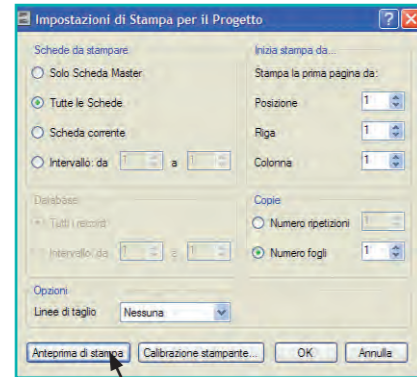 Impostazioni di Stampa per il Progetto
Schede da stampare
Solo Scheda Master
Tutte le Schede
Scheda corrente
Intervallo: da 1 a 1
Inizia stampa da...
Stampa la prima pagina da:
Posizione 1
Riga 1
Colonna 1
Database
Tutti i record
Intervallo: da 1 a 1
Copie
Numero ripetizioni 1
Numero fogli 1
Opzioni
Linee di taglio Nessuna
Anteprima di stampa Calibrazione stampante... OK Annulla